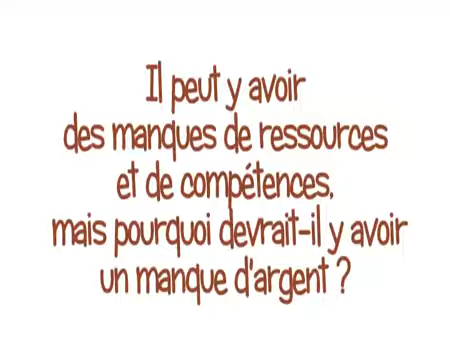 Il peut y avoir
des manques de ressources
et de compétences,
mais pourquoi devrait-il y avoir
un manque d'argent ?